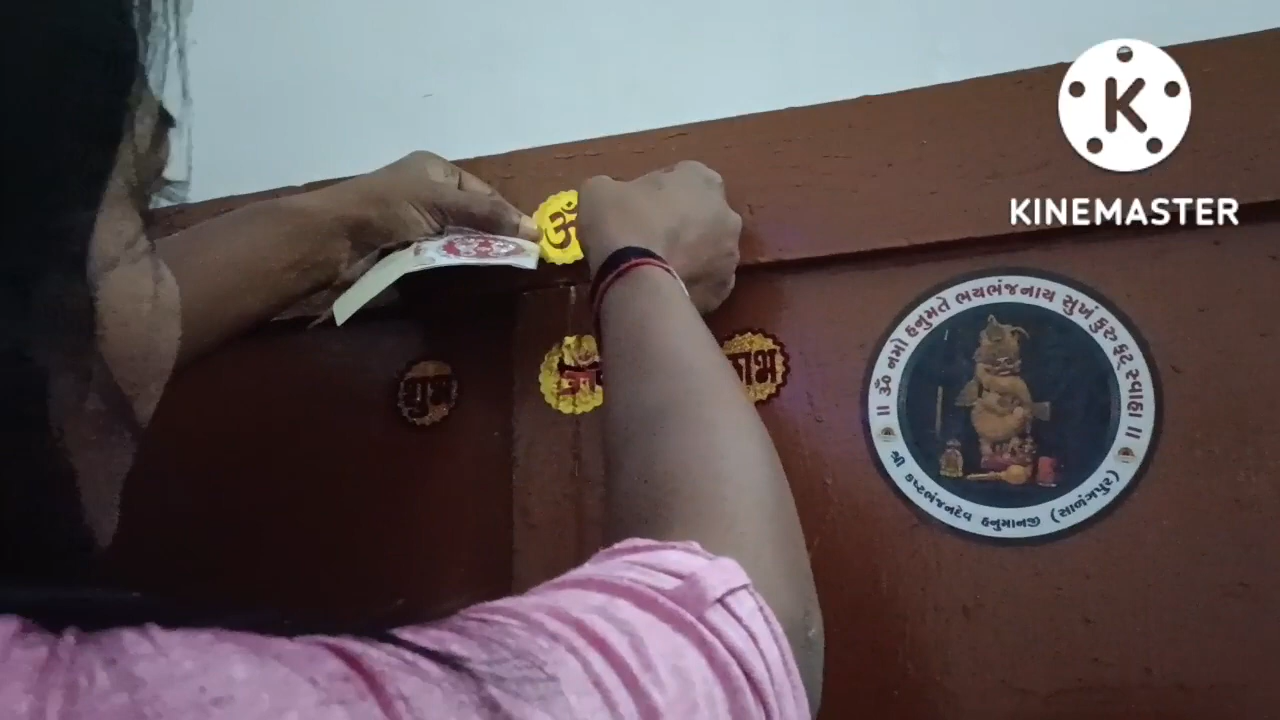 K
KINEMASTER
ॐ
શુભ
લાભ
॥ ૐ નમો હનુમતે ભયભંજનાય સુખં કુરુ ફટ્ સ્વાહા ॥
શ્રી કષ્ટભંજનદેવ હનુમાનજી (સાળંગપુર)